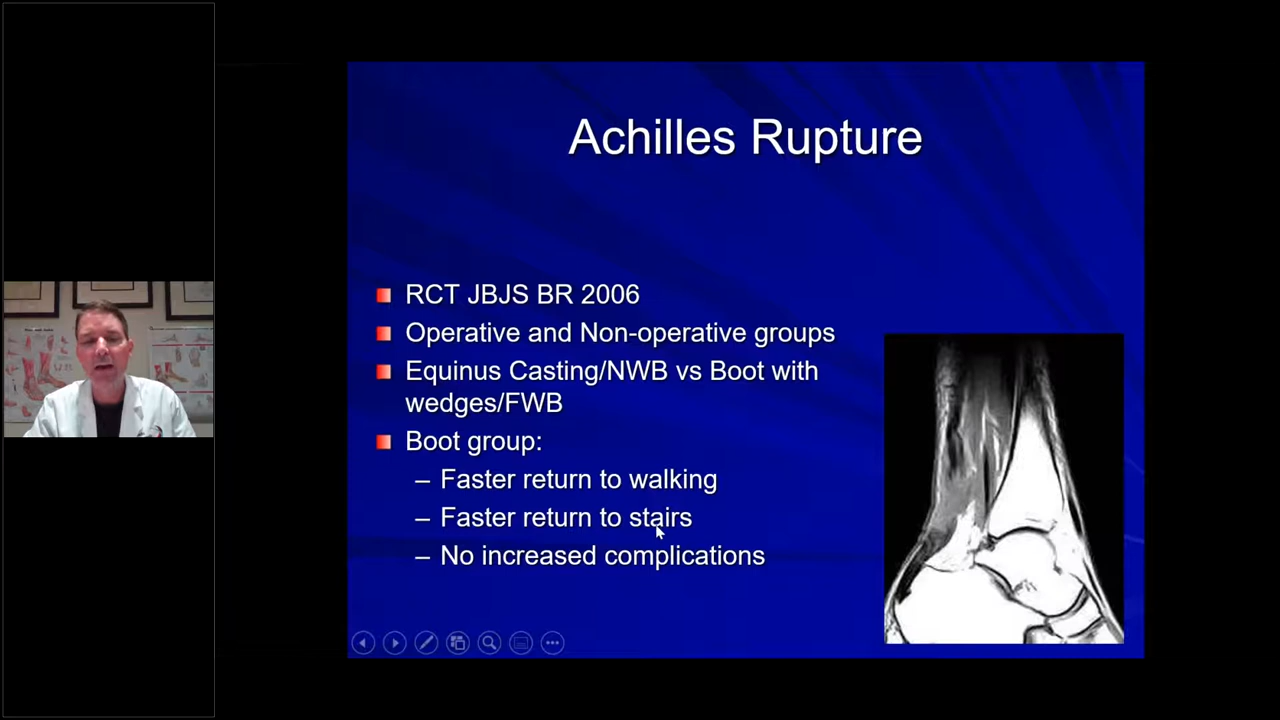 Achilles Rupture
RCT JBJS BR 2006
Operative and Non-operative groups
Equinus Casting/NWB vs Boot with
wedges/FWB
Boot group:
– Faster return to walking
– Faster return to stairs
– No increased complications